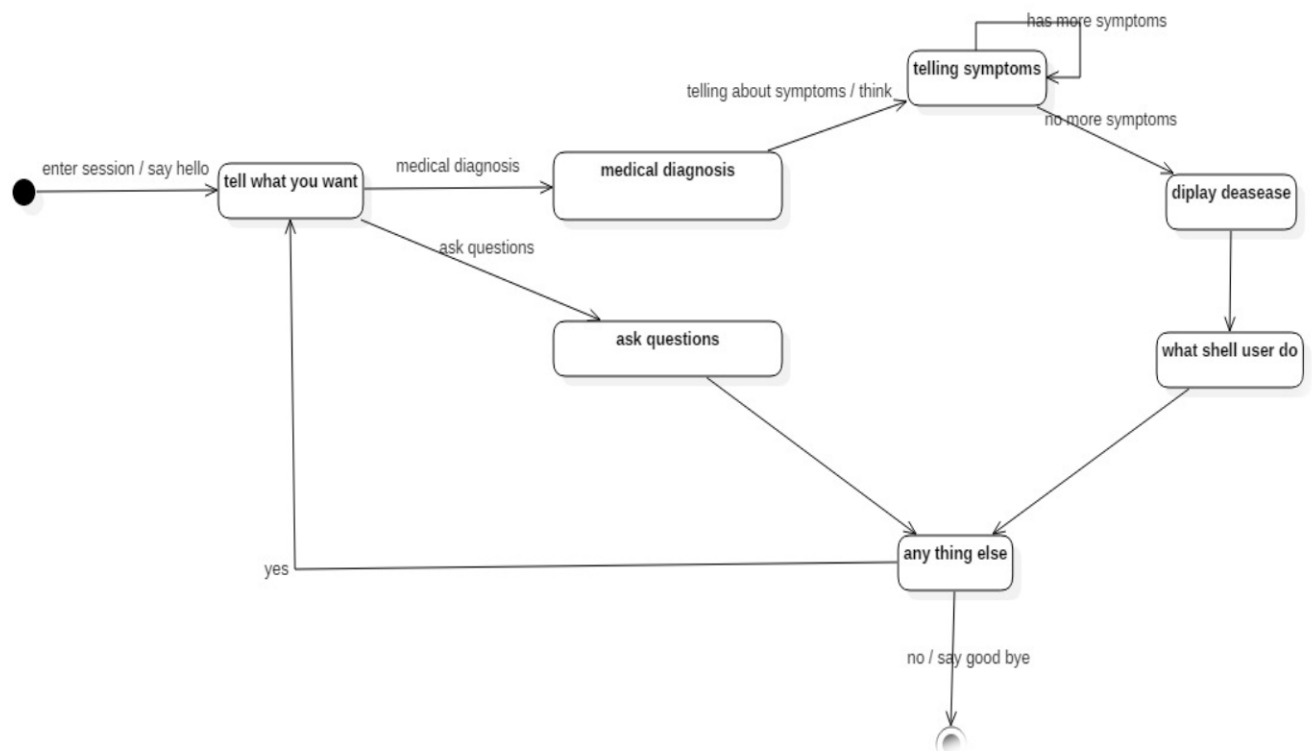 has more symptoms
telling symptoms
telling about symptoms / think
no more symptoms
enter session / say hello
medical diagnosis
medical diagnosis
tell what you want
diplay deasease
ask questions
ask questions
what shell user do
any thing else
yes
no / say good bye